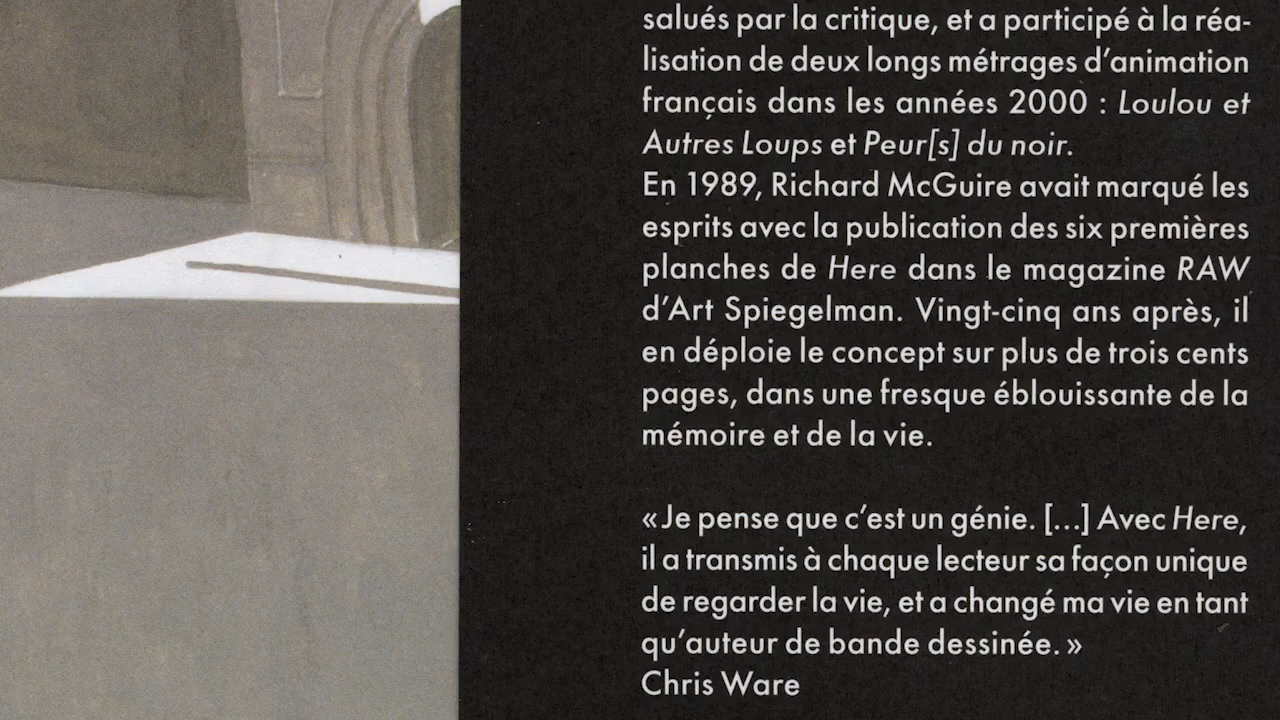 salués par la critique, et a participé à la réa-
lisation de deux longs métrages d’animation
français dans les années 2000 : Loulou et
Autres Loups et Peur[s] du noir.
En 1989, Richard McGuire avait marqué les
esprits avec la publication des six premières
planches de Here dans le magazine RAW
d’Art Spiegelman. Vingt-cinq ans après, il
en déploie le concept sur plus de trois cents
pages, dans une fresque éblouissante de la
mémoire et de la vie.
« Je pense que c’est un génie. [...] Avec Here,
il a transmis à chaque lecteur sa façon unique
de regarder la vie, et a changé ma vie en tant
qu’auteur de bande dessinée. »
Chris Ware